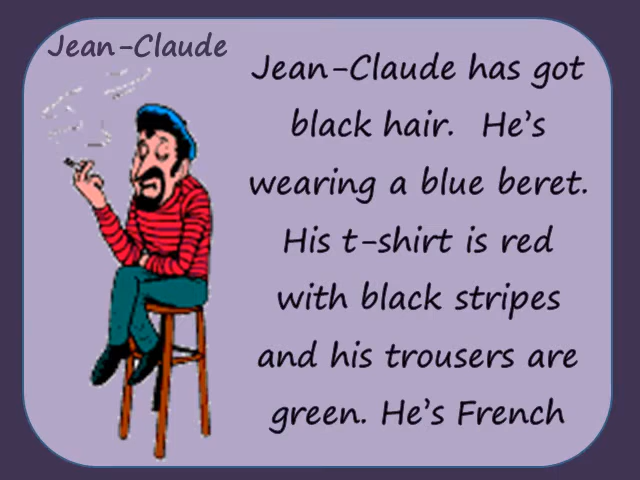 Jean-Claude
Jean-Claude has got
black hair. He's
wearing a blue beret.
His t-shirt is red
with black stripes
and his trousers are
green. He's French